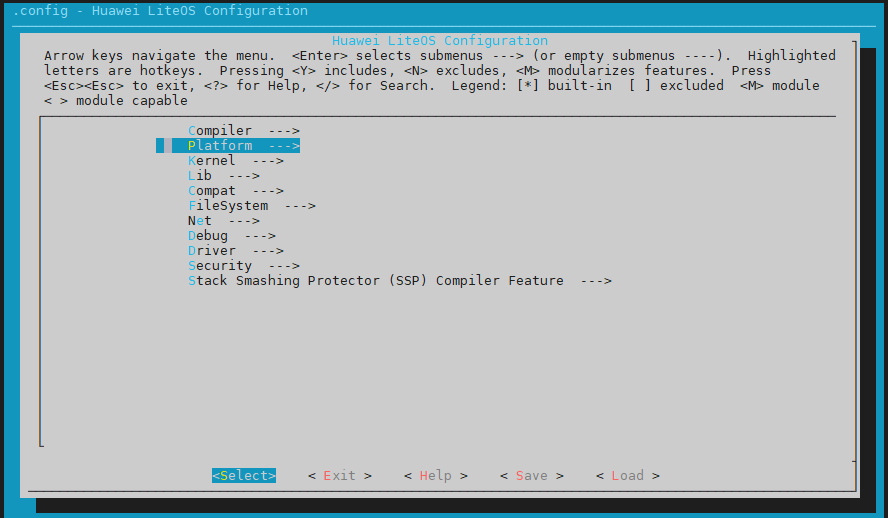 .config - Huawei LiteOS Configuration
Huawei LiteOS Configuration
Arrow keys navigate the menu.  <Enter> selects submenus ---> (or empty submenus ----).  Highlighted
letters are hotkeys.  Pressing <Y> includes, <N> excludes, <M> modularizes features.  Press
<Esc><Esc> to exit, <?> for Help, </> for Search.  Legend: [*] built-in  [ ] excluded  <M> module
< > module capable
Compiler  --->
Platform  --->
Kernel  --->
Lib  --->
Compat  --->
FileSystem  --->
Net  --->
Debug  --->
Driver  --->
Security  --->
Stack Smashing Protector (SSP) Compiler Feature  --->
<Select>    < Exit >    < Help >    < Save >    < Load >